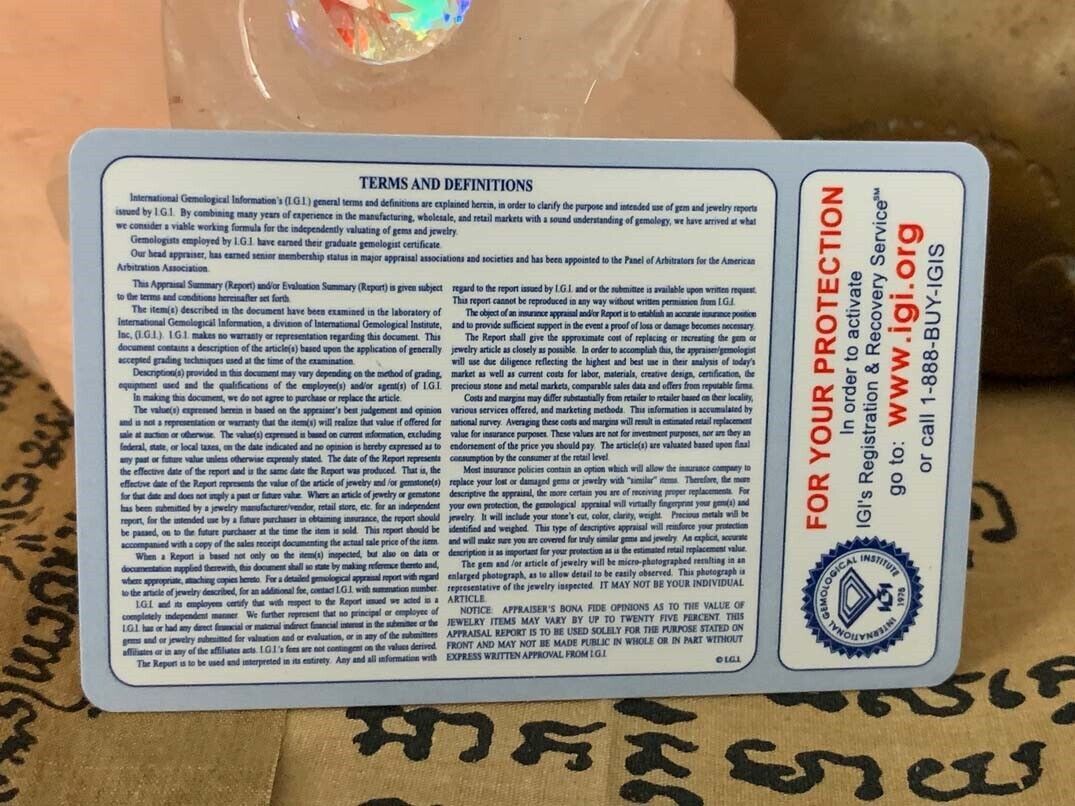 TERMS AND DEFINITIONS
International Gemological Information's (I.G.I.) general terms and definitions are explained herein, in order to clarify the purpose and intended use of gem and jewelry reports
issued by I.G.I. By combining many years of experience in the manufacturing, wholesale, and retail markets with a sound understanding of gemology, we have arrived at what
we consider a viable working formula for the independently valuating of gems and jewelry.
Gemologists employed by I.G.I. have earned their graduate gemologist certificate.
Our head appraiser, has earned senior membership status in major appraisal associations and societies and has been appointed to the Panel of Arbitrators for the American
Arbitration Association.
This Appraisal Summary (Report) and/or Evaluation Summary (Report) is given subject
to the terms and conditions hereinafter set forth.
The item(s) described in the document have been examined in the laboratory of
International Gemological Information, a division of International Gemological Institute,
Inc, (I.G.I.). I.G.I. makes no warranty or representation regarding this document. This
document contains a description of the article(s) based upon the application of generally
accepted grading techniques used at the time of the examination.
Description(s) provided in this document may vary depending on the method of grading,
equipment used and the qualifications of the employee(s) and/or agent(s) of I.G.I.
In making this document, we do not agree to purchase or replace the article.
The value(s) expressed herein is based on the appraiser's best judgement and opinion
and is not a representation or warranty that the item(s) will realize that value if offered for
sale at auction or otherwise. The value(s) expressed is based on current information, excluding
federal, state, or local taxes, on the date indicated and no opinion is hereby expressed as to
any past or future value unless otherwise expressly stated. The date of the Report represents
the effective date of the report and is the same date the Report was produced. That is, the
effective date of the Report represents the value of the article of jewelry and /or gemstone(s)
for that date and does not imply a past or future value. Where an article of jewelry or gemstone
has been submitted by a jewelry manufacturer/vendor, retail store, etc. for an independent
report, for the intended use by a future purchaser in obtaining insurance, the report should
be passed, on to the future purchaser at the time the item is sold. This report should be
accompanied with a copy of the sales receipt documenting the actual sale price of the item.
When a Report is based not only on the item(s) inspected, but also on data or
documentation supplied therewith, this document shall so state by making reference thereto and,
where appropriate, attaching copies hereto. For a detailed gemological appraisal report with regard
to the article of jewelry described, for an additional fee, contact I.G.I. with summation number.
I.G.I. and its employees certify that with respect to the Report issued we acted in a
completely independent manner. We further represent that no principal or employee of
I.G.I. has or had any direct financial or material indirect financial interest in the submittee or the
gems and or jewelry submitted for valuation and or evaluation, or in any of the submittees
affiliates or in any of the affiliates acts. I.G.I.'s fees are not contingent on the values derived.
The Report is to be used and interpreted in its entirety. Any and all information with
regard to the report issued by I.G.I. and or the submittee is available upon written request.
This report cannot be reproduced in any way without written permission from I.G.I.
The object of an insurance appraisal and/or Report is to establish an accurate insurance position
and to provide sufficient support in the event a proof of loss or damage becomes necessary.
The Report shall give the approximate cost of replacing or recreating the gem or
jewelry article as closely as possible. In order to accomplish this, the appraiser/gemologist
will use due diligence reflecting the highest and best use in their analysis of today's
market as well as current costs for labor, materials, creative design, certification, the
precious stone and metal markets, comparable sales data and offers from reputable firms.
Costs and margins may differ substantially from retailer to retailer based on their locality,
various services offered, and marketing methods. This information is accumulated by
national survey. Averaging these costs and margins will result in estimated retail replacement
value for insurance purposes. These values are not for investment purposes, nor are they an
endorsement of the price you should pay. The article(s) are valuated based upon final
consumption by the consumer at the retail level.
Most insurance policies contain an option which will allow the insurance company to
replace your lost or damaged gems or jewelry with "similar" items. Therefore, the more
descriptive the appraisal, the more certain you are of receiving proper replacements. For
your own protection, the gemological appraisal will virtually fingerprint your gem(s) and
jewelry. It will include your stone's cut, color, clarity, weight. Precious metals will be
identified and weighed. This type of descriptive appraisal will reinforce your protection
and will make sure you are covered for truly similar gems and jewelry. An explicit, accurate
description is as important for your protection as is the estimated retail replacement value.
The gem and /or article of jewelry will be micro-photographed resulting in an
enlarged photograph, as to allow detail to be easily observed. This photograph is
representative of the jewelry inspected. IT MAY NOT BE YOUR INDIVIDUAL
ARTICLE.
NOTICE: APPRAISER'S BONA FIDE OPINIONS AS TO THE VALUE OF
JEWELRY ITEMS MAY VARY BY UP TO TWENTY FIVE PERCENT. THIS
APPRAISAL REPORT IS TO BE USED SOLELY FOR THE PURPOSE STATED ON
FRONT AND MAY NOT BE MADE PUBLIC IN WHOLE OR IN PART WITHOUT
EXPRESS WRITTEN APPROVAL FROM I.G.I.
© I.G.I.
FOR YOUR PROTECTION
In order to activate
IGI's Registration & Recovery Service℠
go to: www.igi.org
or call 1-888-BUY-IGIS
INTERNATIONAL GEMOLOGICAL INSTITUTE
IGI
1975